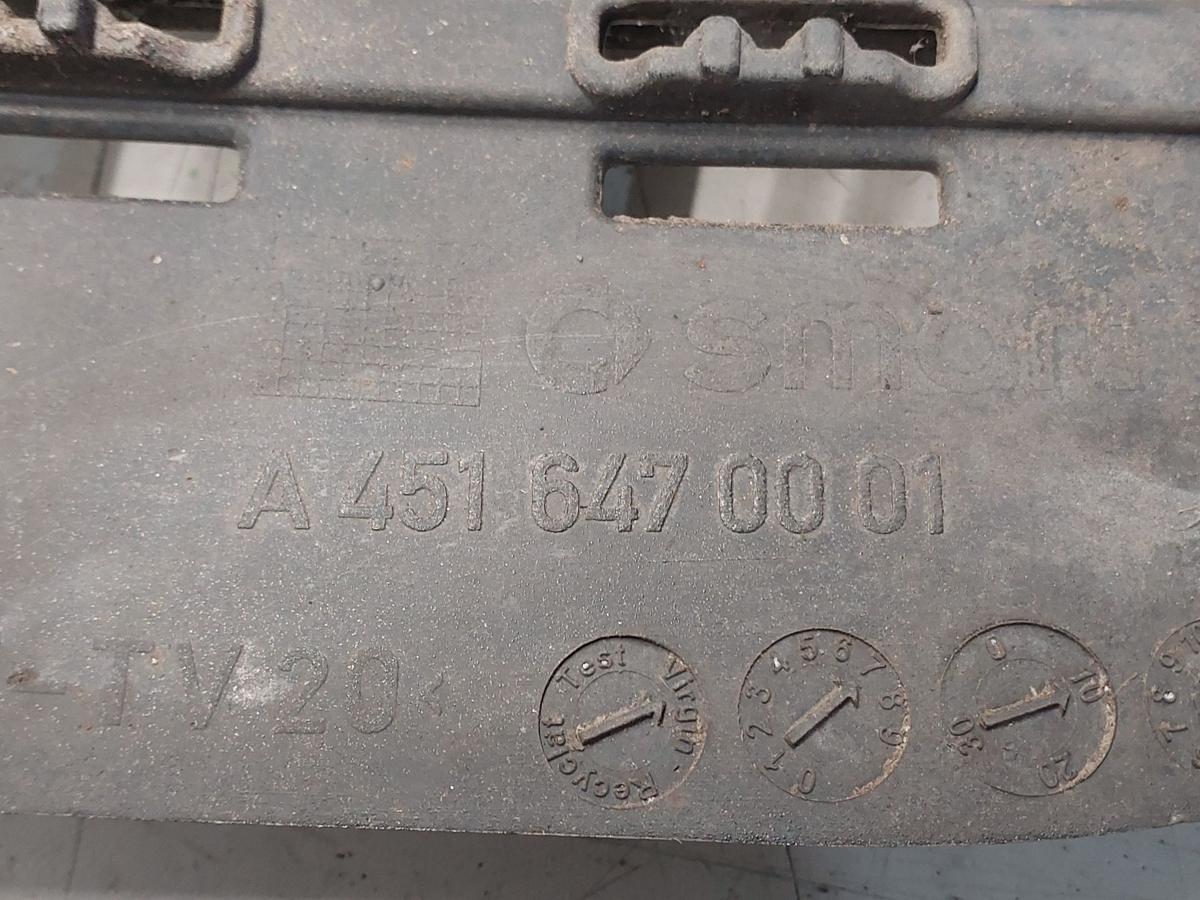 smart
A 451 647 00 01
-TV 20<
Test Virgin - Recyclat
0 1 2 3 4 5 6 7 8 9
0 10 20 30